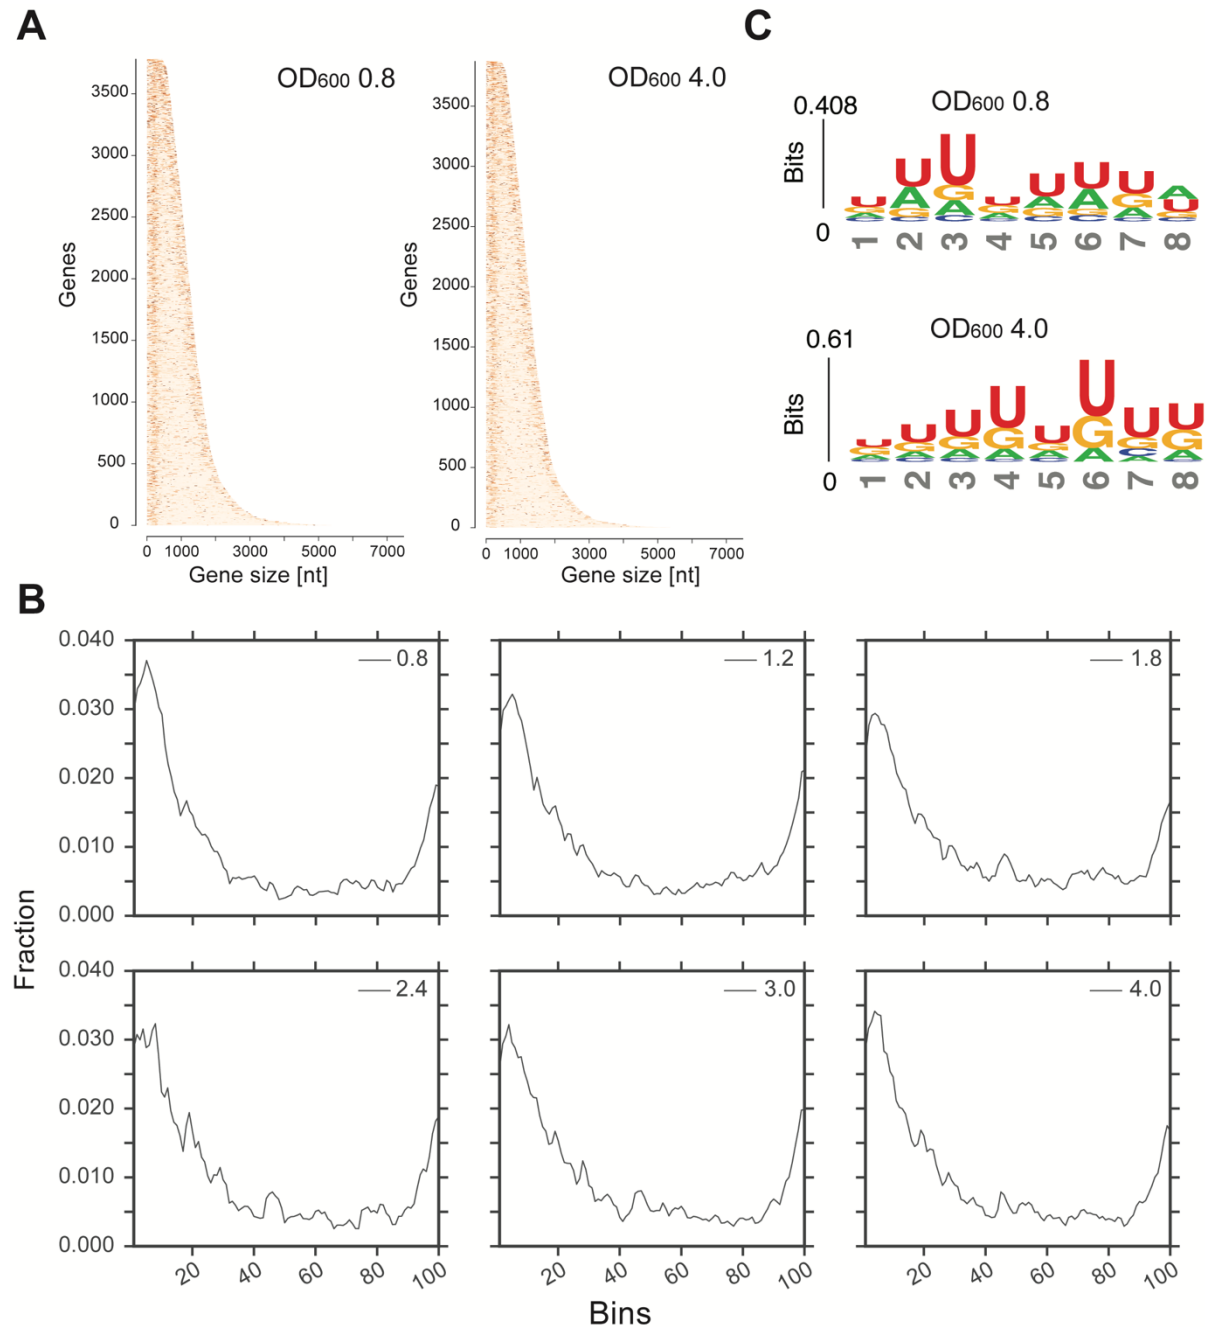 A
OD600 0.8
3500
3000
2500
2000
1500
1000
500
0
Genes
0 1000 3000 5000 7000
Gene size [nt]
OD600 4.0
3500
3000
2500
2000
1500
1000
500
0
Genes
0 1000 3000 5000 7000
Gene size [nt]
C
OD600 0.8
0.408
Bits
0
U U U U U U U A
G A G G A A G U
A G A A G G A G
C C C C C C C C
1 2 3 4 5 6 7 8
OD600 4.0
0.61
Bits
0
U U U U U U U U
G G G G G G G G
A A A A A A C A
C C C C C A C
1 2 3 4 5 6 7 8
B
Fraction
0.040
0.030
0.020
0.010
0.000
0.8
1.2
1.8
0.040
0.030
0.020
0.010
0.000
2.4
3.0
4.0
20 40 60 80 100
20 40 60 80 100
20 40 60 80 100
Bins